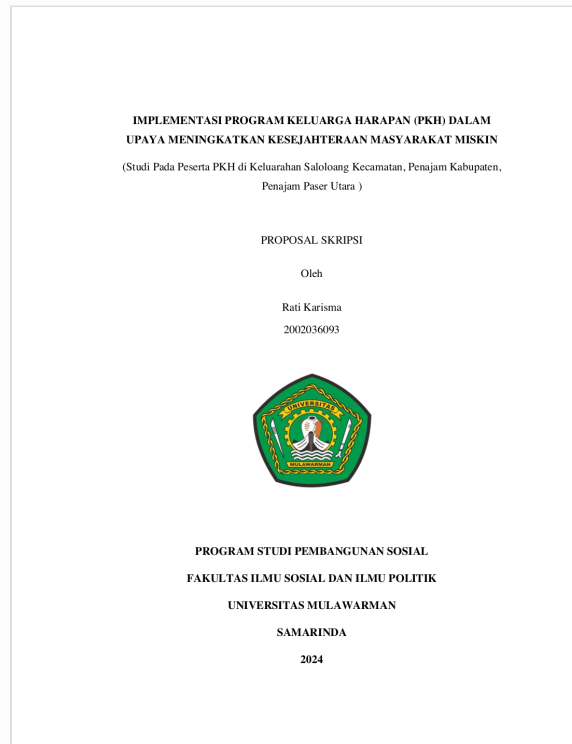 IMPLEMENTASI PROGRAM KELUARGA HARAPAN (PKH) DALAM
UPAYA MENINGKATKAN KESEJAHTERAAN MASYARAKAT MISKIN
(Studi Pada Peserta PKH di Keluarahan Saloloang Kecamatan, Penajam Kabupaten,
Penajam Paser Utara )
PROPOSAL SKRIPSI
Oleh
Rati Karisma
2002036093
UNIVERSITAS
MULAWARMAN
PROGRAM STUDI PEMBANGUNAN SOSIAL
FAKULTAS ILMU SOSIAL DAN ILMU POLITIK
UNIVERSITAS MULAWARMAN
SAMARINDA
2024